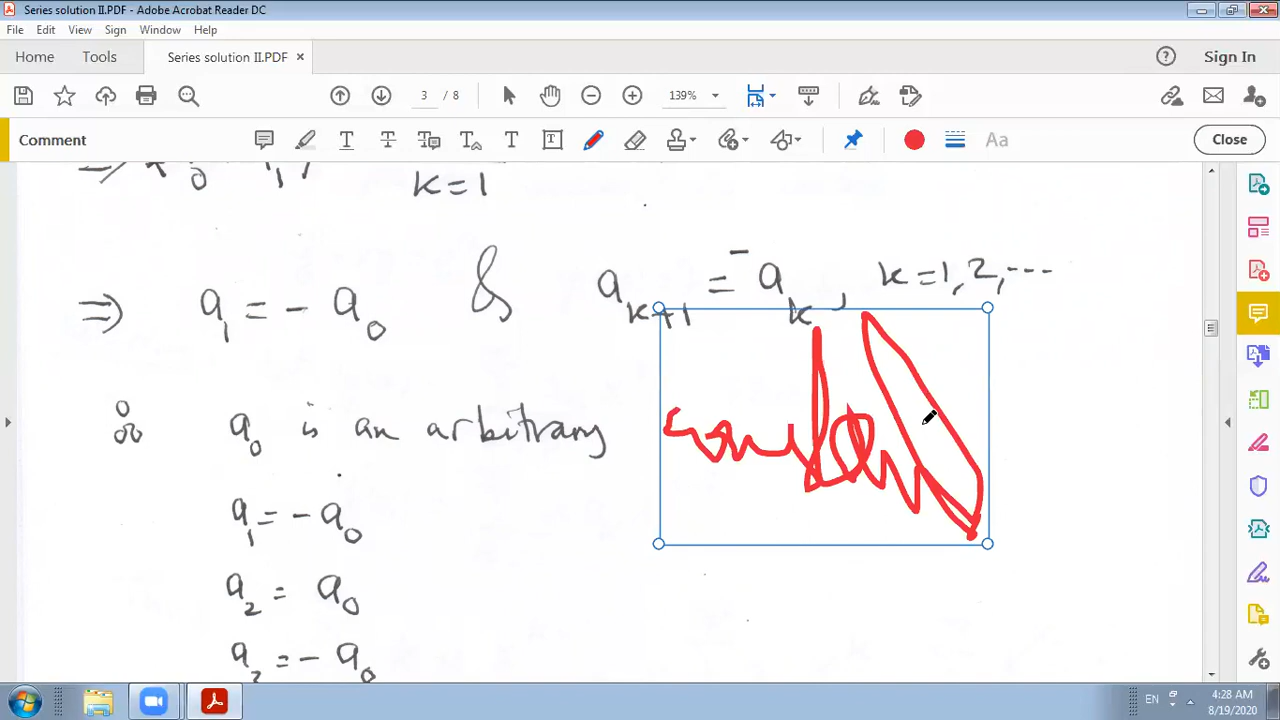 Series solution II.PDF - Adobe Acrobat Reader DC
File Edit View Sign Window Help
Home Tools Series solution II.PDF × Sign In
3 / 8 139%
Comment Aa Close
k=1
⇒ a₁ = - a₀ & aₖ₊₁ = - aₖ , k=1,2,...
∴ a₀ is an arbitrary constant
a₁ = - a₀
a₂ = a₀
a₃ = - a₀
EN 4:28 AM
8/19/2020